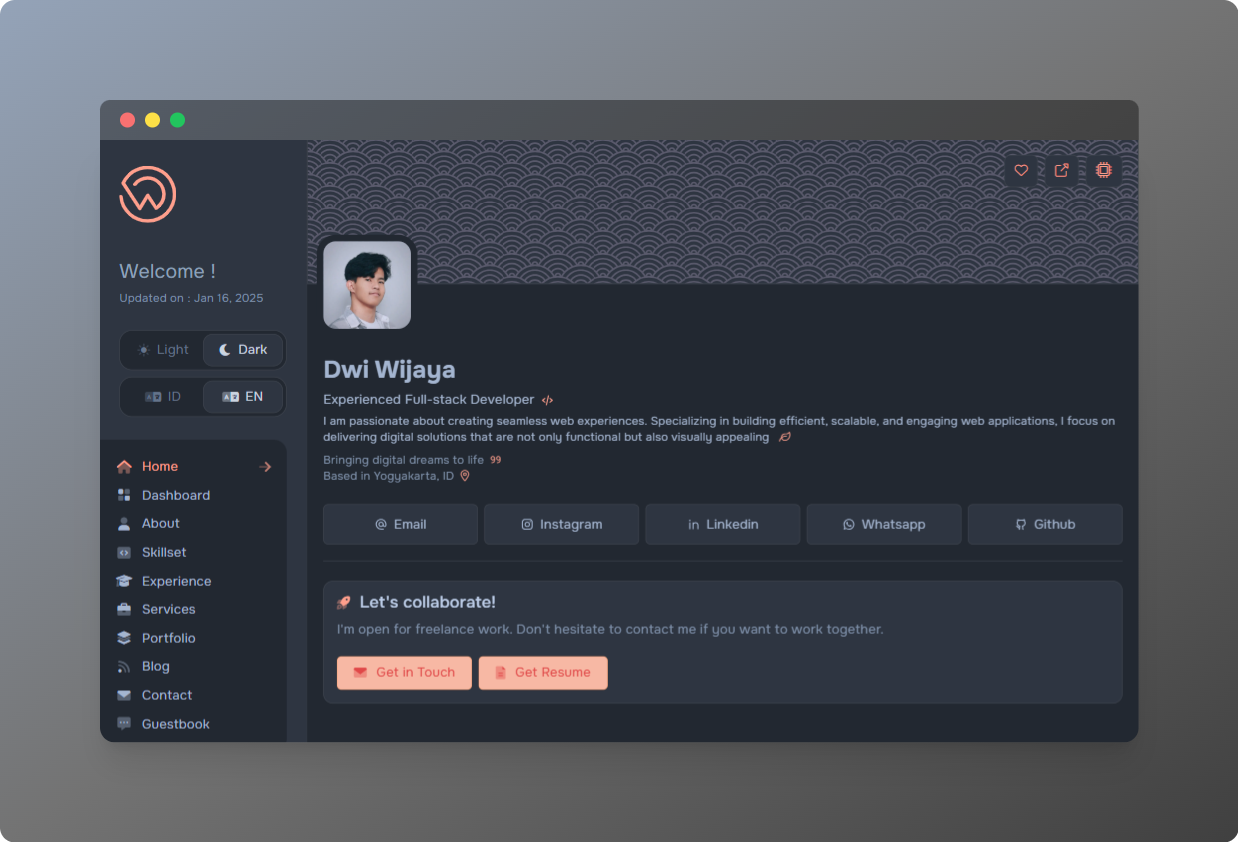 Welcome !
Updated on : Jan 16, 2025
Light
Dark
ID
EN
Home
Dashboard
About
Skillset
Experience
Services
Portfolio
Blog
Contact
Guestbook
Dwi Wijaya
Experienced Full-stack Developer
I am passionate about creating seamless web experiences. Specializing in building efficient, scalable, and engaging web applications, I focus on
delivering digital solutions that are not only functional but also visually appealing
Bringing digital dreams to life
Based in Yogyakarta, ID
Email
Instagram
Linkedin
Whatsapp
Github
Let's collaborate!
I'm open for freelance work. Don't hesitate to contact me if you want to work together.
Get in Touch
Get Resume